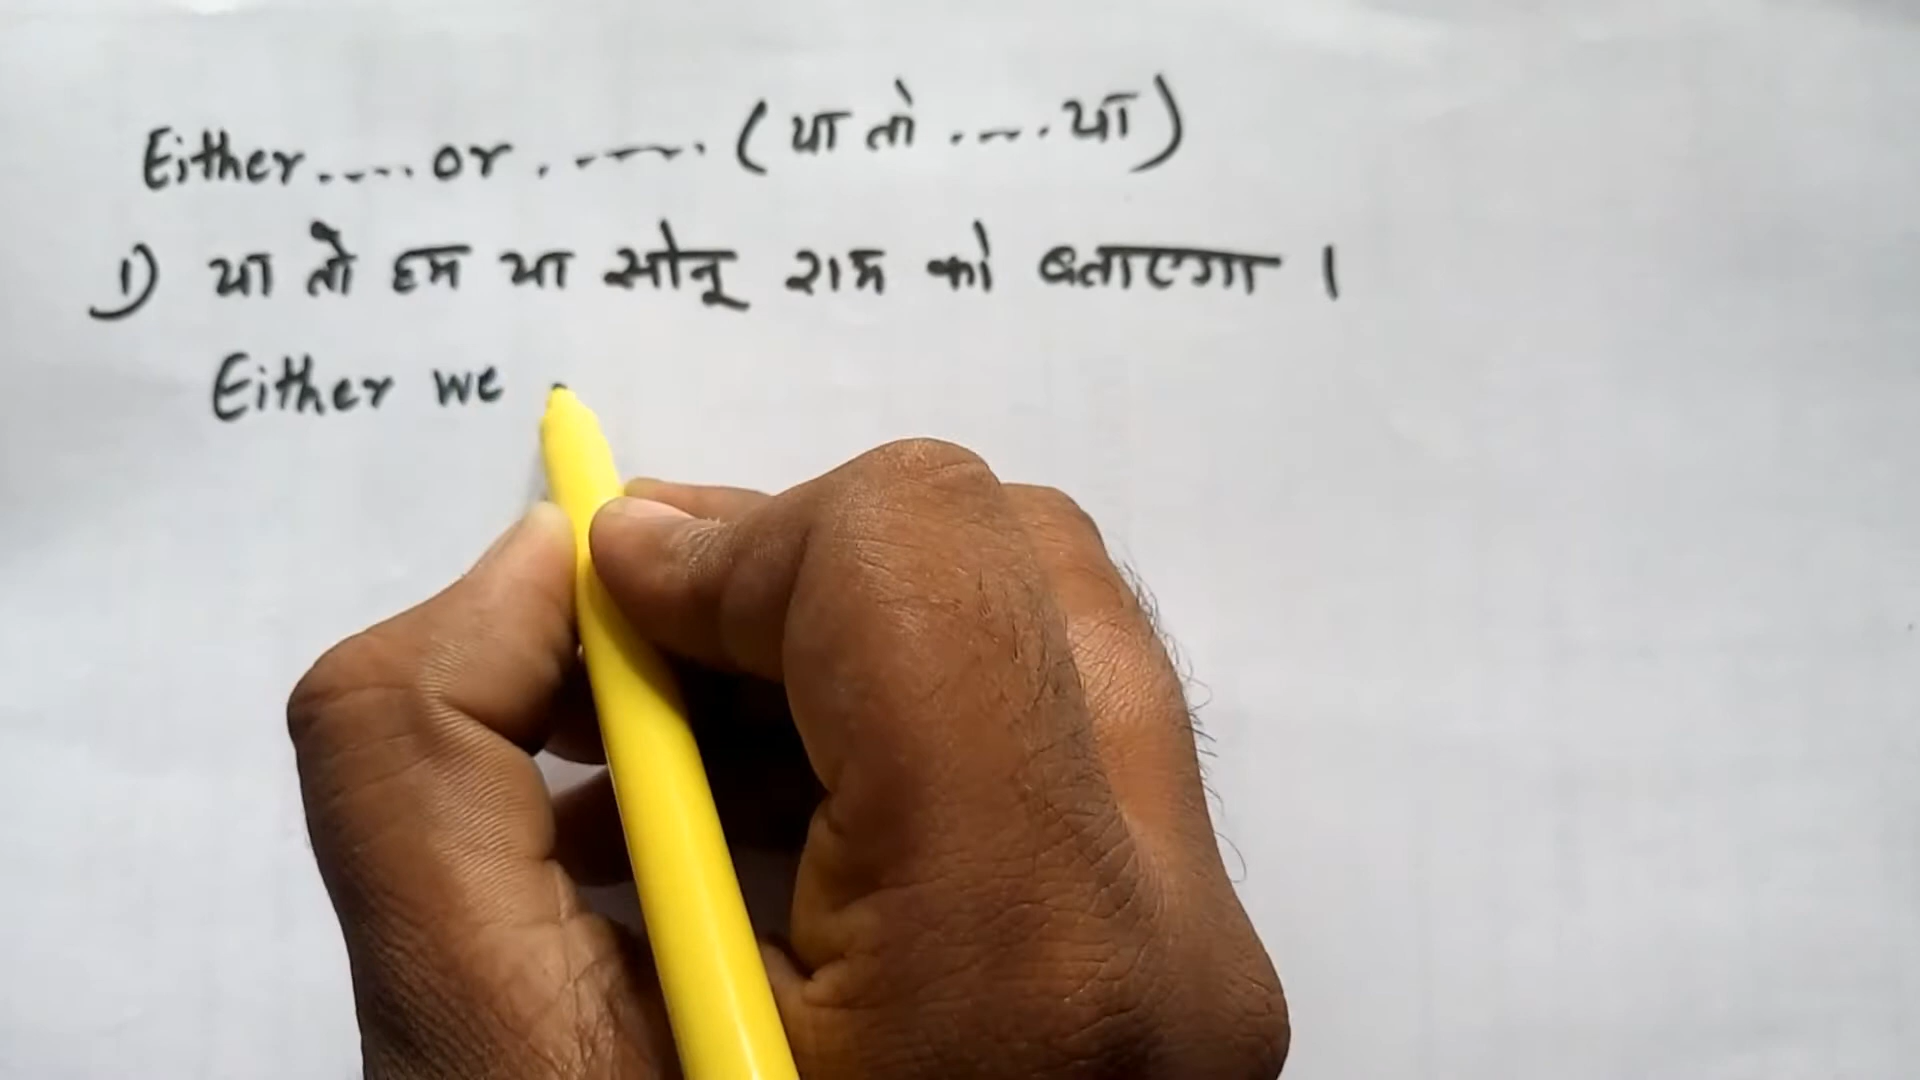 Either .... or ....... (या तो ..... या)
1) या तो हम या सोनू राम को बताएगा ।
Either we